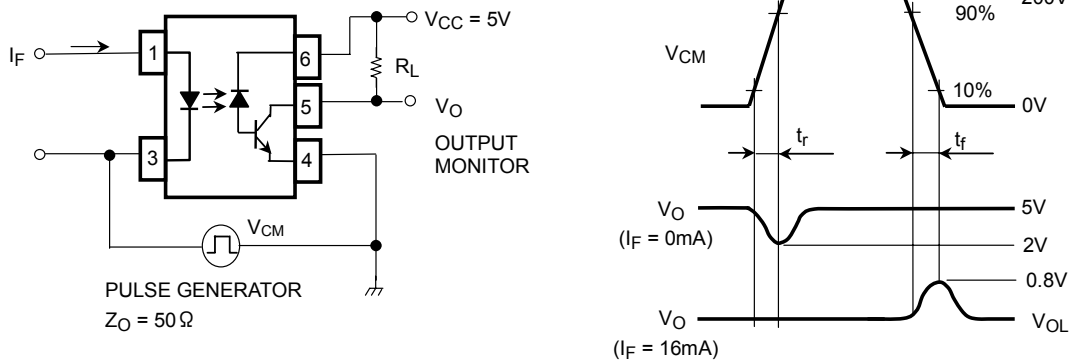 IF
1
3
6
5
4
VCC = 5V
RL
VO
OUTPUT
MONITOR
VCM
PULSE GENERATOR
ZO = 50 Ω
90%
VCM
10%
0V
tr
tf
VO
(IF = 0mA)
5V
2V
0.8V
VO
(IF = 16mA)
VOL